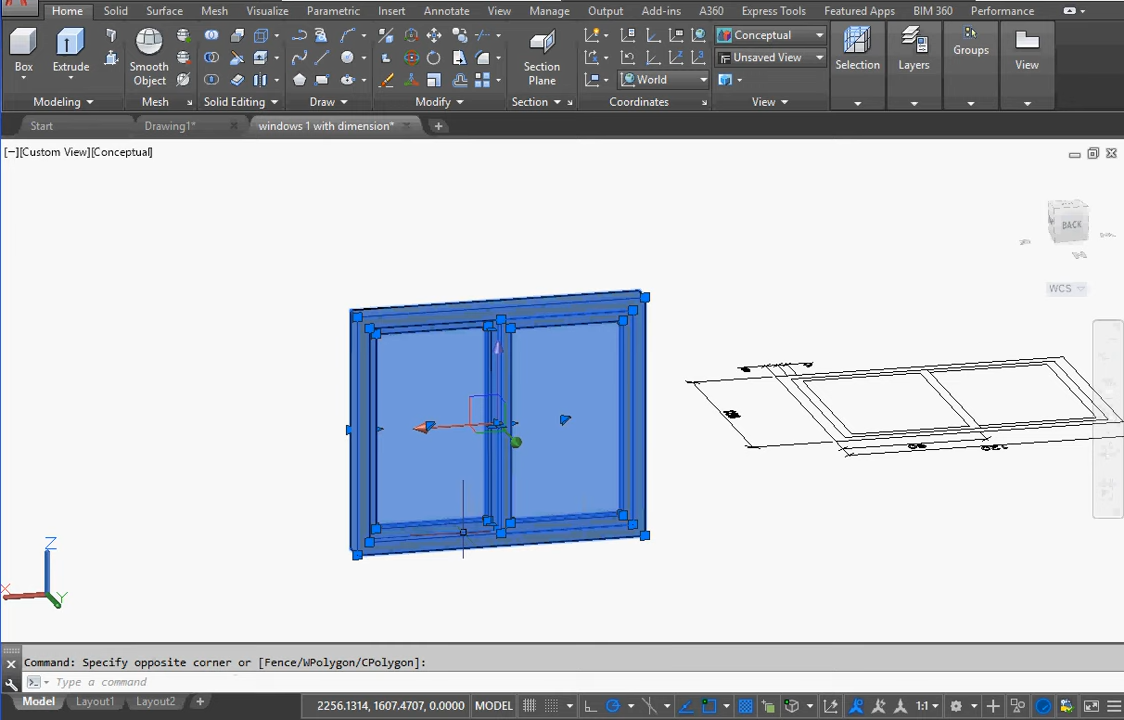 Home Solid Surface Mesh Visualize Parametric Insert Annotate View Manage Output Add-ins A360 Express Tools Featured Apps BIM 360 Performance
Box Extrude Smooth Object Section Plane Conceptual Unsaved View World Selection Layers Groups View
Modeling Mesh Solid Editing Draw Modify Section Coordinates View
Start Drawing1* windows 1 with dimension*
[−][Custom View][Conceptual]
BACK
WCS
Z
X
Y
Command: Specify opposite corner or [Fence/WPolygon/CPolygon]:
Type a command
Model Layout1 Layout2 2256.1314, 1607.4707, 0.0000 MODEL 1:1